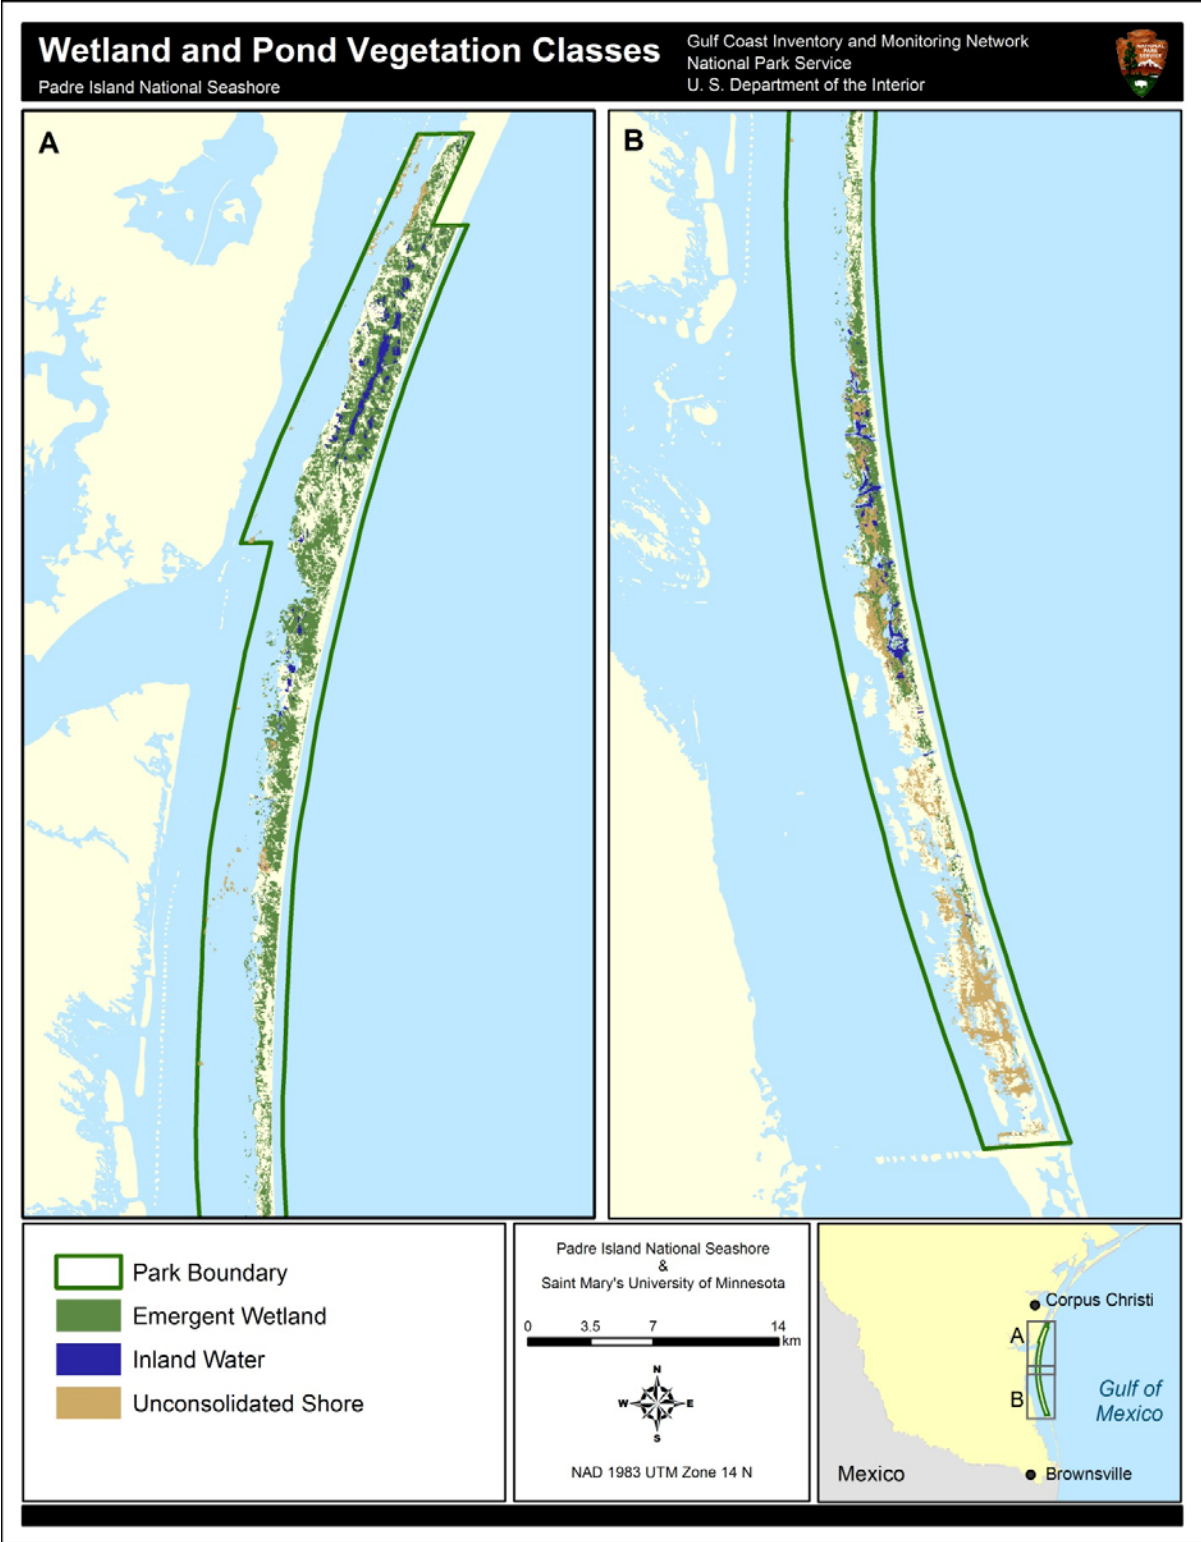 Wetland and Pond Vegetation Classes
Padre Island National Seashore
Gulf Coast Inventory and Monitoring Network
National Park Service
U. S. Department of the Interior
NATIONAL
PARK
SERVICE
A
B
Park Boundary
Emergent Wetland
Inland Water
Unconsolidated Shore
Padre Island National Seashore
&
Saint Mary's University of Minnesota
0 3.5 7 14
km
N
W E
S
NAD 1983 UTM Zone 14 N
Corpus Christi
A
B
Gulf of
Mexico
Mexico
Brownsville